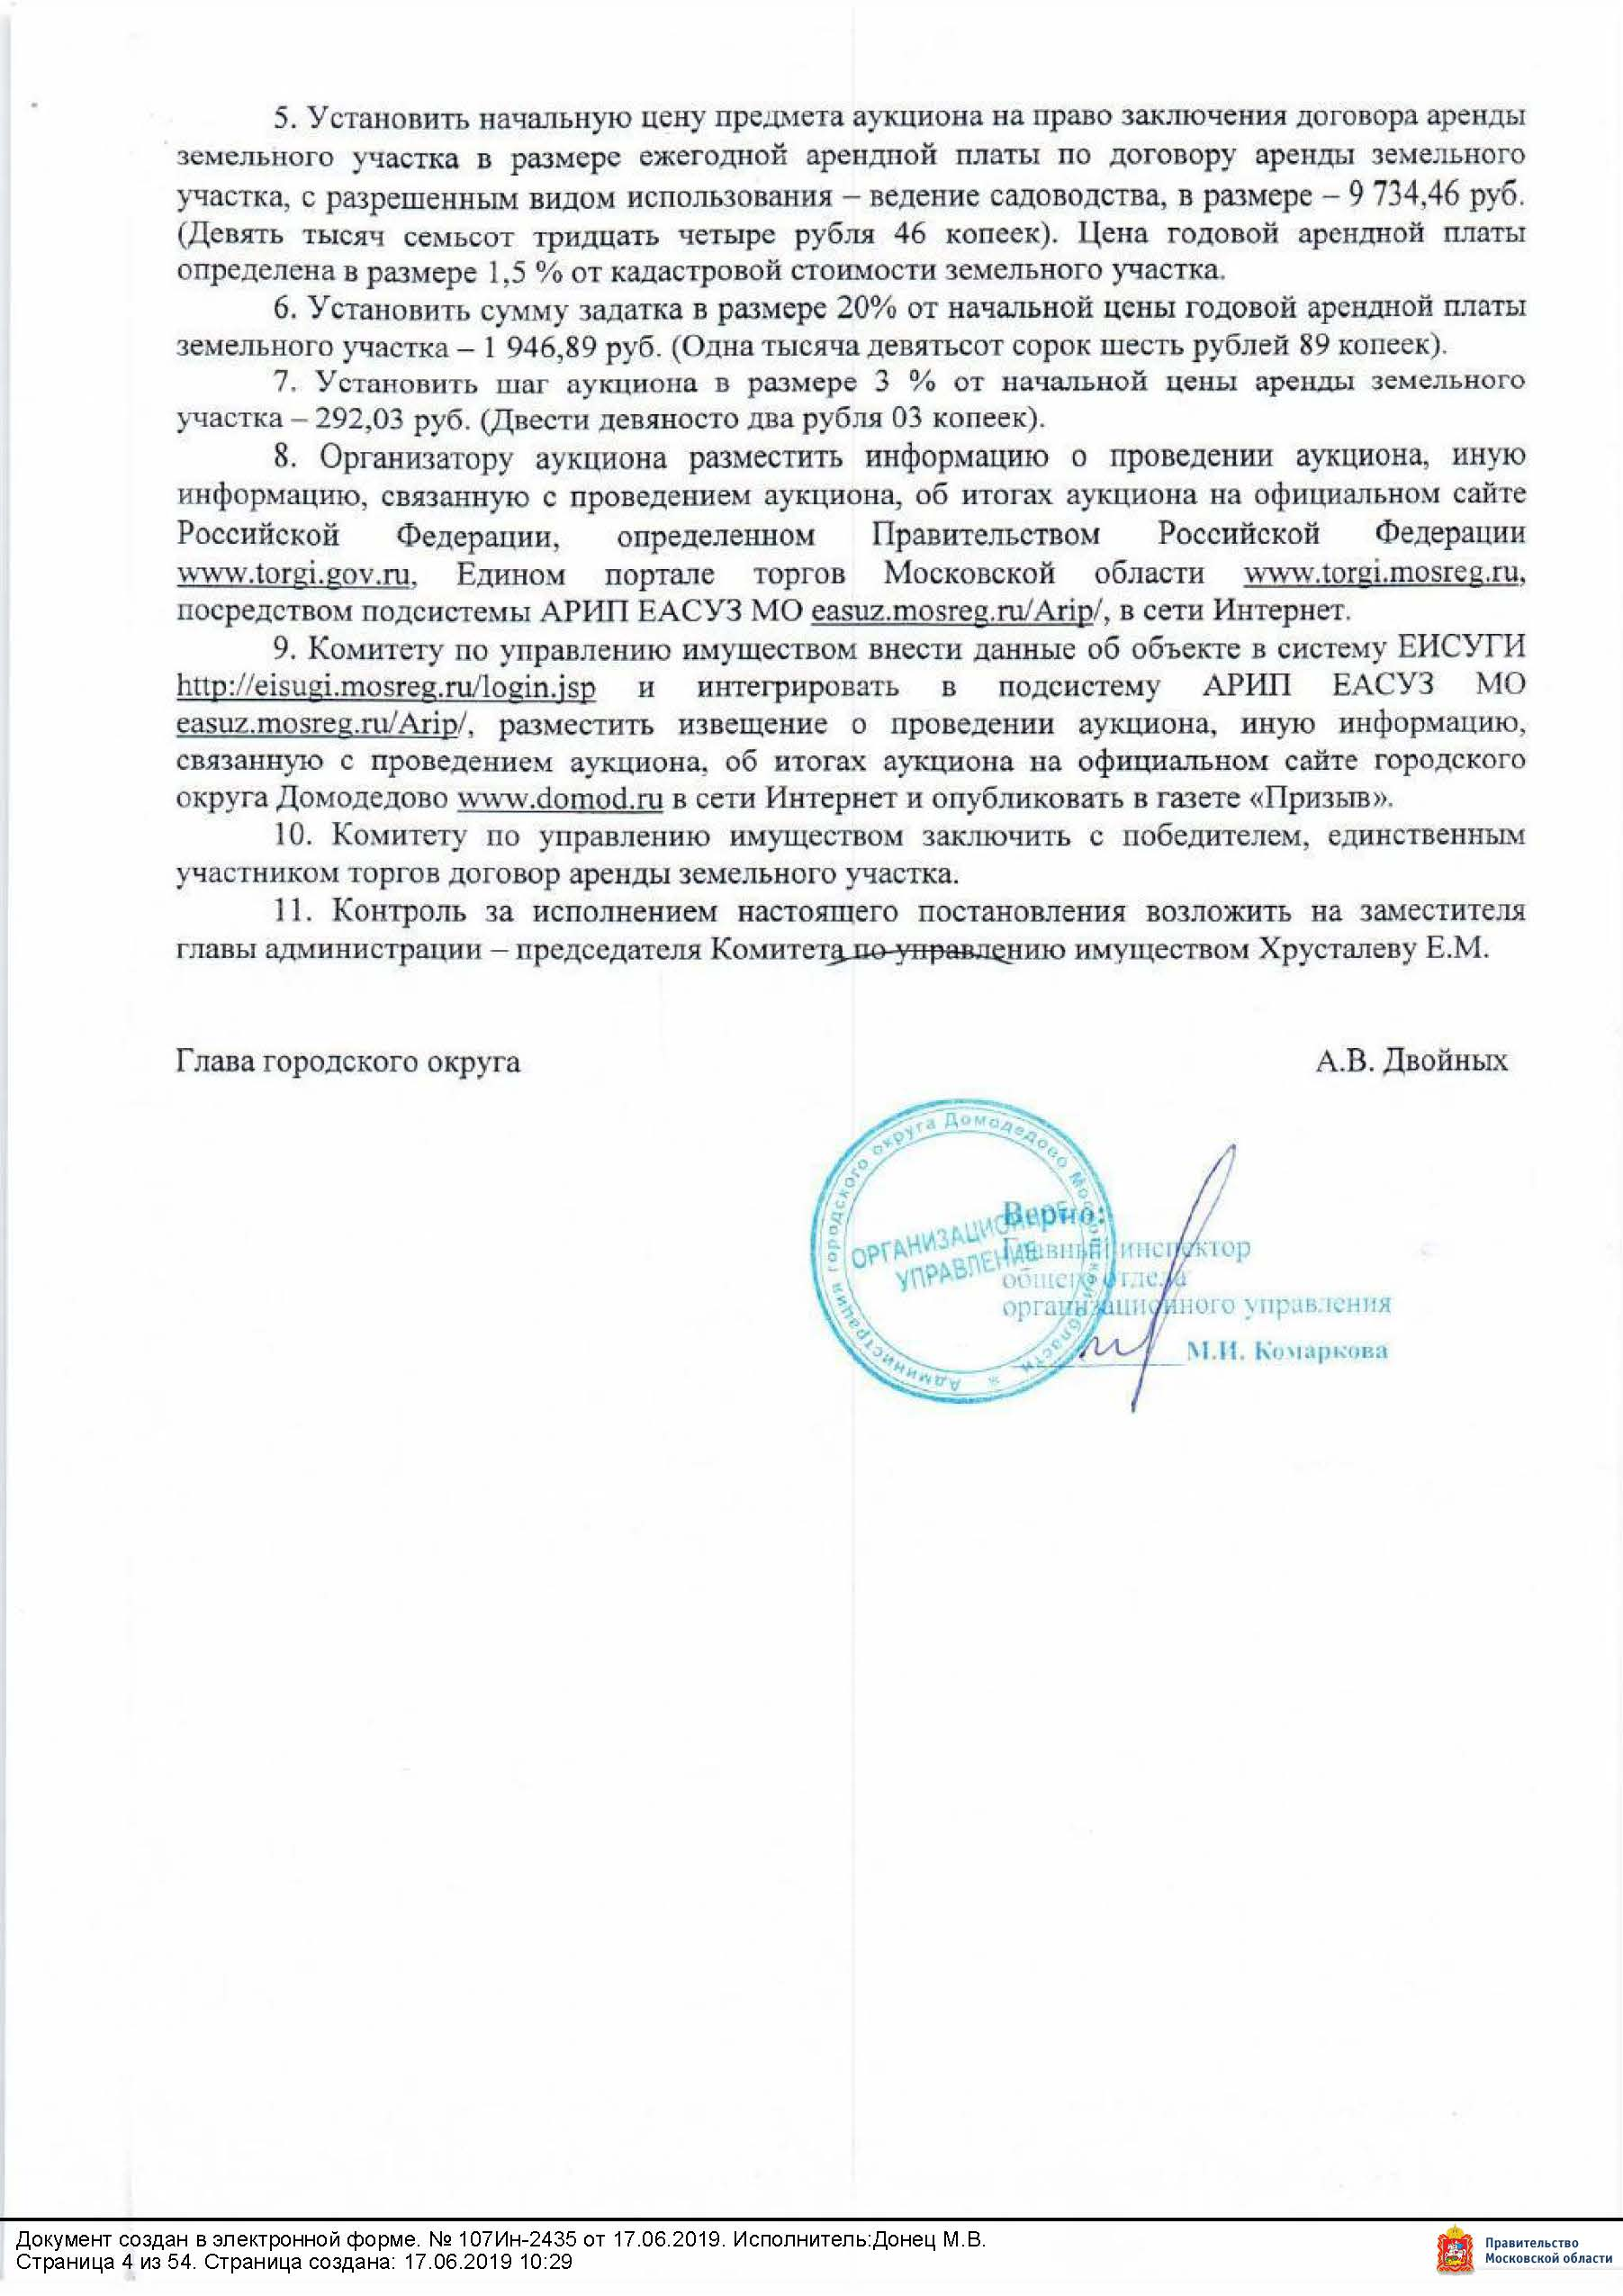 5. Установить начальную цену предмета аукциона на право заключения договора аренды
земельного участка в размере ежегодной арендной платы по договору аренды земельного
участка, с разрешенным видом использования – ведение садоводства, в размере – 9 734,46 руб.
(Девять тысяч семьсот тридцать четыре рубля 46 копеек). Цена годовой арендной платы
определена в размере 1,5 % от кадастровой стоимости земельного участка.
6. Установить сумму задатка в размере 20% от начальной цены годовой арендной платы
земельного участка – 1 946,89 руб. (Одна тысяча девятьсот сорок шесть рублей 89 копеек).
7. Установить шаг аукциона в размере 3 % от начальной цены аренды земельного
участка – 292,03 руб. (Двести девяносто два рубля 03 копеек).
8. Организатору аукциона разместить информацию о проведении аукциона, иную
информацию, связанную с проведением аукциона, об итогах аукциона на официальном сайте
Российской Федерации, определенном Правительством Российской Федерации
www.torgi.gov.ru, Едином портале торгов Московской области www.torgi.mosreg.ru,
посредством подсистемы АРИП ЕАСУЗ МО easuz.mosreg.ru/Arip/, в сети Интернет.
9. Комитету по управлению имуществом внести данные об объекте в систему ЕИСУГИ
http://eisugi.mosreg.ru/login.jsp и интегрировать в подсистему АРИП ЕАСУЗ МО
easuz.mosreg.ru/Arip/, разместить извещение о проведении аукциона, иную информацию,
связанную с проведением аукциона, об итогах аукциона на официальном сайте городского
округа Домодедово www.domod.ru в сети Интернет и опубликовать в газете «Призыв».
10. Комитету по управлению имуществом заключить с победителем, единственным
участником торгов договор аренды земельного участка.
11. Контроль за исполнением настоящего постановления возложить на заместителя
главы администрации – председателя Комитета по управлению имуществом Хрусталеву Е.М.
Глава городского округа А.В. Двойных
Администрация городского округа Домодедово Московской области *
ОРГАНИЗАЦИОННОЕ
УПРАВЛЕНИЕ
Верно:
Главный инспектор
общего отдела
организационного управления
М.И. Комаркова
Документ создан в электронной форме. № 107Ин-2435 от 17.06.2019. Исполнитель:Донец М.В.
Страница 4 из 54. Страница создана: 17.06.2019 10:29
Правительство
Московской области